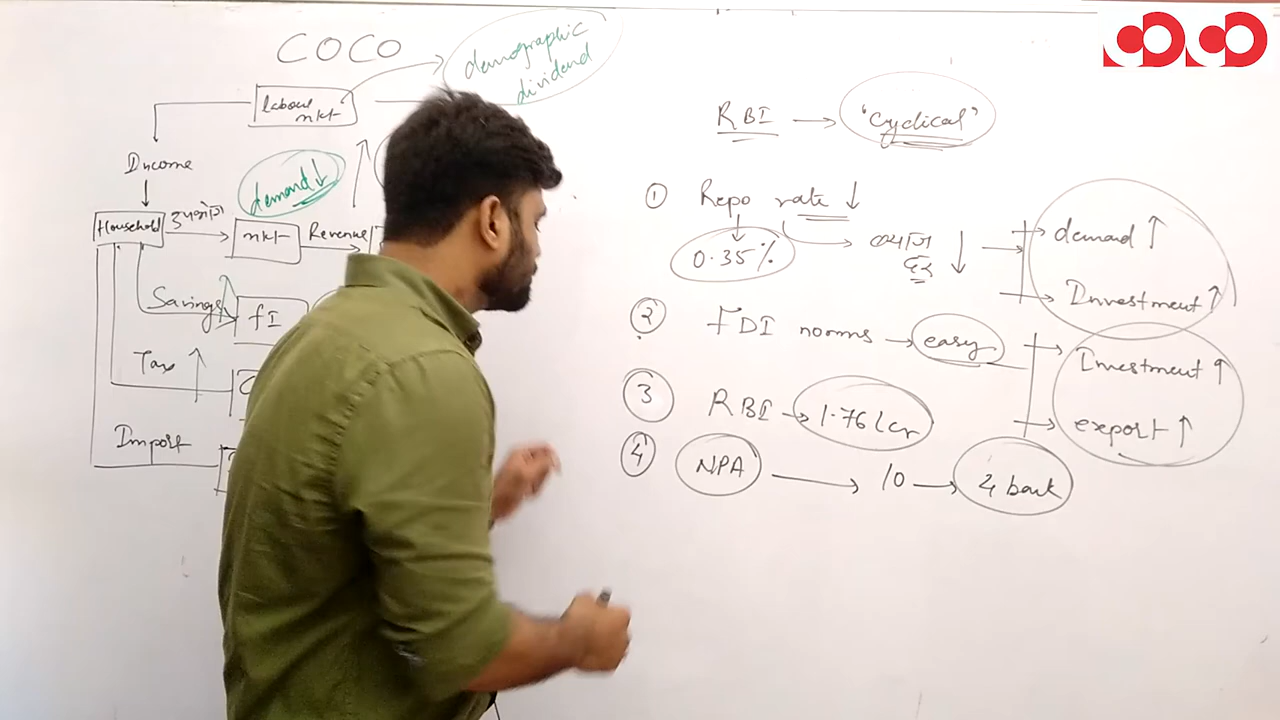 COCO
demographic
dividend
labour
mkt
Income
demand ↓
Household
उपभोग
mkt
Revenue
Savings
FI
Tax ↑
Import
RBI → 'cyclical'
① Repo rate ↓
0.35%
ब्याज
दर ↓
demand ↑
Investment ↑
② FDI norms → easy
Investment ↑
export ↑
③ RBI → 1.76 lcr
④ NPA → 10 → 4 bank